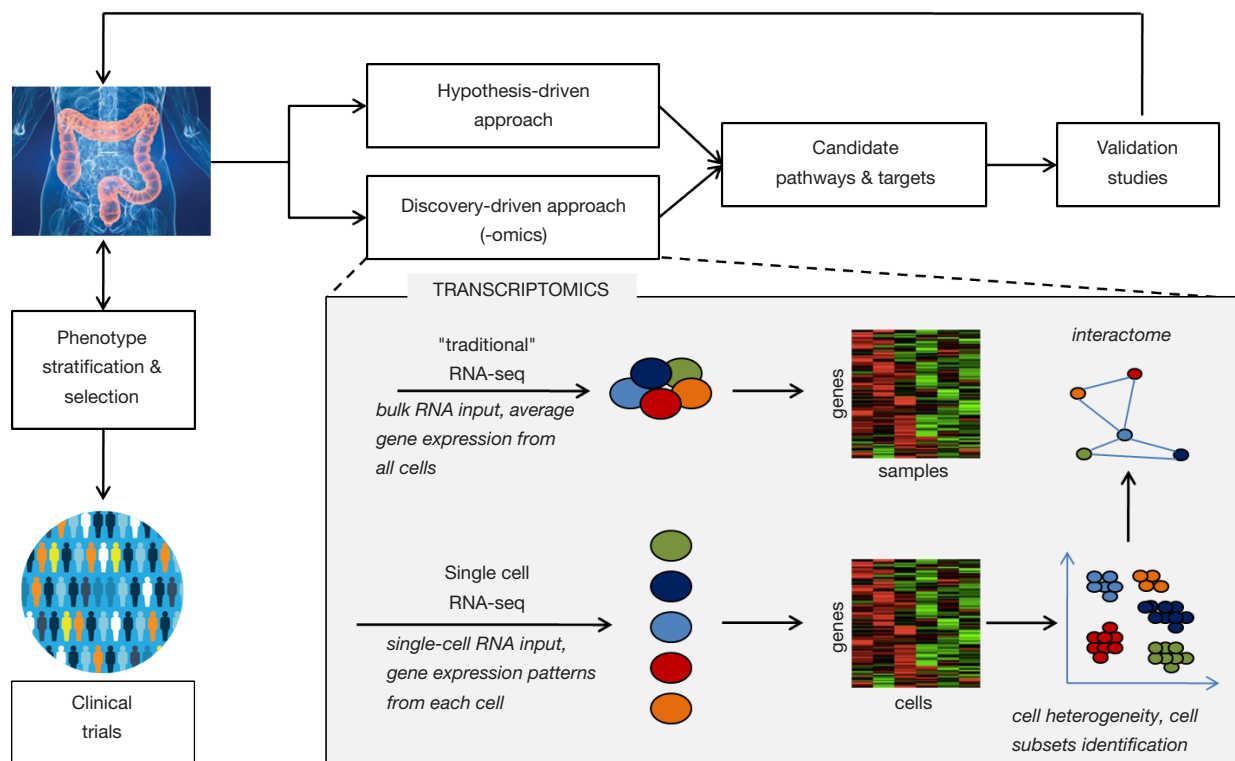 Hypothesis-driven
approach
Candidate
pathways & targets
Validation
studies
Discovery-driven approach
(-omics)
Phenotype
stratification &
selection
Clinical
trials
TRANSCRIPTOMICS
"traditional"
RNA-seq
bulk RNA input, average
gene expression from
all cells
genes
samples
interactome
Single cell
RNA-seq
single-cell RNA input,
gene expression patterns
from each cell
genes
cells
cell heterogeneity, cell
subsets identification